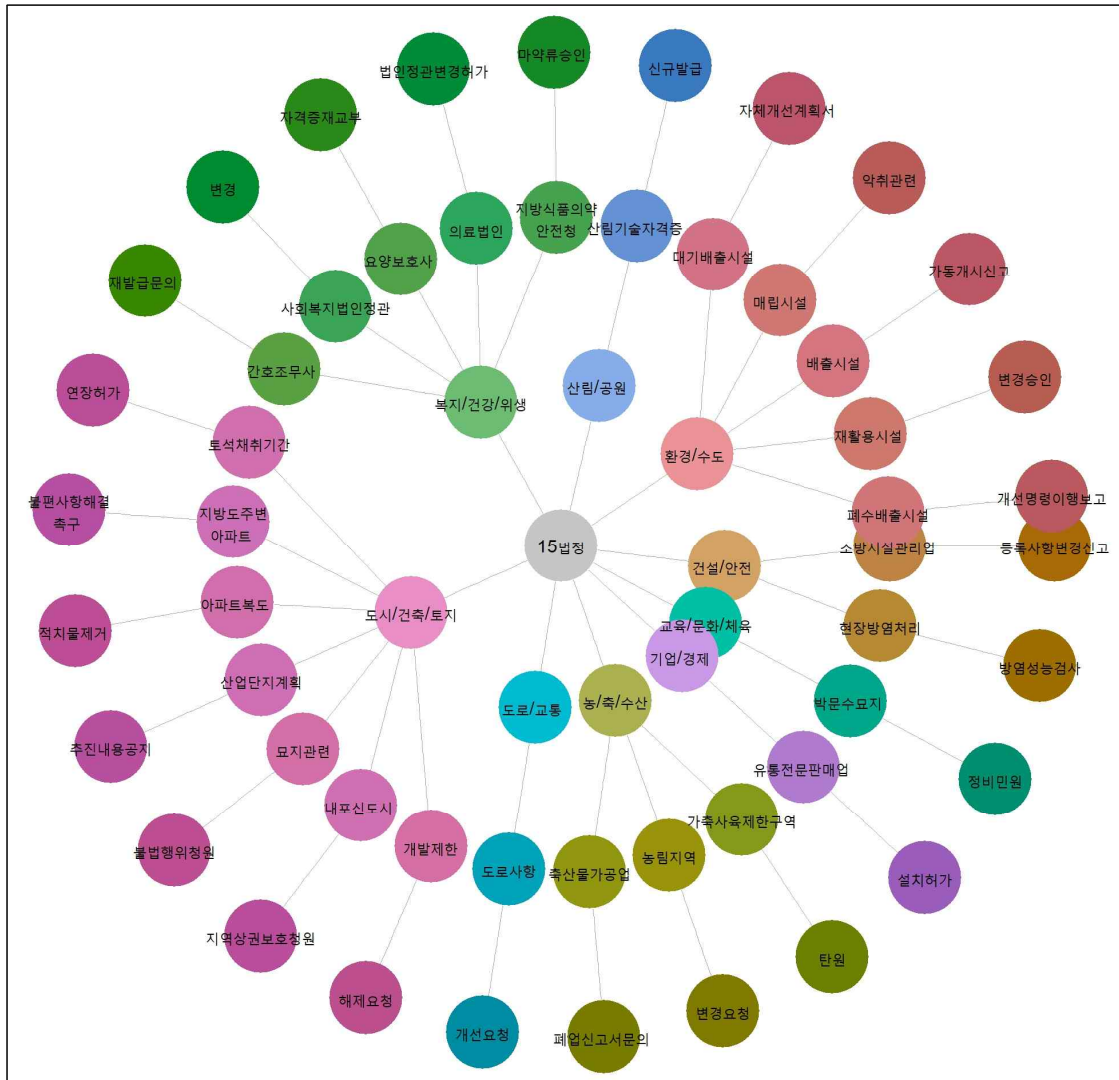 마약류승인
신규발급
법인정관변경허가
자체개선계획서
자격증재교부
악취관련
변경
지방식품의약
안전청
의료법인
산림기술자격증
대기배출시설
요양보호사
가동개시신고
재발급문의
사회복지법인정관
매립시설
배출시설
간호조무사
변경승인
연장허가
산림/공원
복지/건강/위생
토석채취기간
재활용시설
환경/수도
불편사항해결
촉구
지방도주변
아파트
개선명령이행보고
폐수배출시설
15법정
소방시설관리업
등록사항변경신고
건설/안전
적치물제거
아파트복도
도시/건축/토지
교육/문화/체육
현장방염처리
기업/경제
방염성능검사
산업단지계획
농/축/수산
박문수묘지
도로/교통
추진내용공지
묘지관련
유통전문판매업
정비민원
내포신도시
가축사육제한구역
불법행위청원
개발제한
농림지역
도로사항
축산물가공업
설치허가
지역상권보호청원
탄원
해제요청
변경요청
개선요청
폐업신고서문의